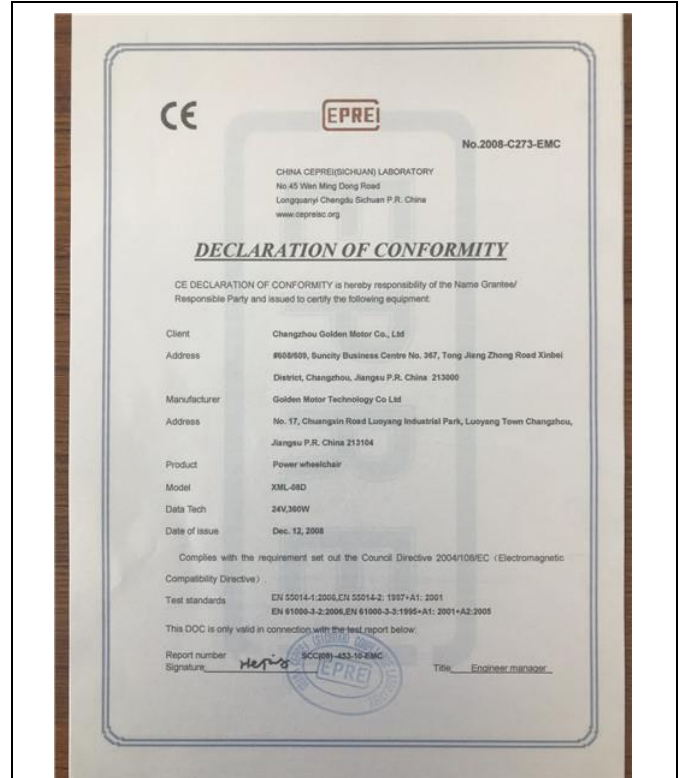 CE
EPREI
No.2008-C273-EMC
CHINA CEPREI(SICHUAN) LABORATORY
No.45 Wen Ming Dong Road
Longquanyi Chengdu Sichuan P.R. China
www.ceprei​sc.org
DECLARATION OF CONFORMITY
CE DECLARATION OF CONFORMITY is hereby responsibility of the Name Grantee/
Responsible Party and issued to certify the following equipment:
Client Changzhou Golden Motor Co., Ltd
Address #608/609, Suncity Business Centre No. 367, Tong Jiang Zhong Road Xinbei
District, Changzhou, Jiangsu P.R. China 213000
Manufacturer Golden Motor Technology Co Ltd
Address No. 17, Chuangxin Road Luoyang Industrial Park, Luoyang Town Changzhou,
Jiangsu P.R. China 213104
Product Power wheelchair
Model XML-08D
Data Tech 24V,360W
Date of issue Dec. 12, 2008
Complies with the requirement set out the Council Directive 2004/108/EC (Electromagnetic
Compatibility Directive) .
Test standards EN 55014-1:2006,EN 55014-2: 1997+A1: 2001
EN 61000-3-2:2006,EN 61000-3-3:1995+A1: 2001+A2:2005
This DOC is only valid in connection with the test report below:
Report number SCC(08)-453-10-EMC
Signature Title Engineer manager
EPREI